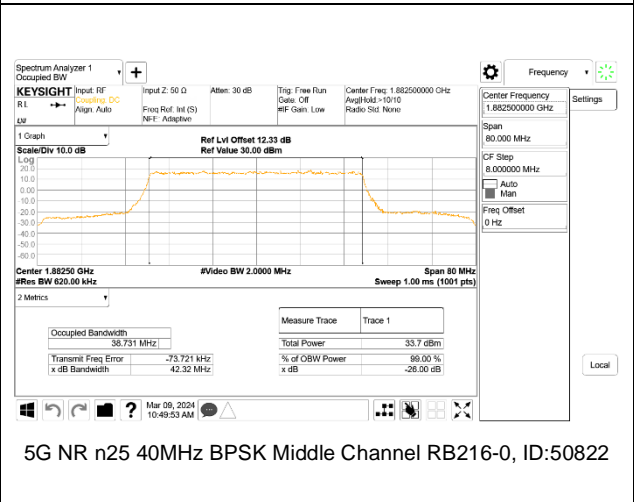 Spectrum Analyzer 1
Occupied BW
Frequency
KEYSIGHT
Input: RF
Coupling: DC
Align: Auto
RL
Input Z: 50 Ω
Freq Ref: Int (S)
NFE: Adaptive
Atten: 30 dB
Trig: Free Run
Gate: Off
#IF Gain: Low
Center Freq: 1.882500000 GHz
Avg|Hold:>10/10
Radio Std: None
Center Frequency
1.882500000 GHz
Settings
Span
80.000 MHz
CF Step
8.000000 MHz
Auto
Man
Freq Offset
0 Hz
Local
1 Graph
Scale/Div 10.0 dB
Ref Lvl Offset 12.33 dB
Ref Value 30.00 dBm
Log
20.0
10.0
0.00
-10.0
-20.0
-30.0
-40.0
-50.0
-60.0
Center 1.88250 GHz
#Video BW 2.0000 MHz
Span 80 MHz
#Res BW 620.00 kHz
Sweep 1.00 ms (1001 pts)
2 Metrics
Measure Trace
Trace 1
Occupied Bandwidth
38.731 MHz
Total Power
33.7 dBm
Transmit Freq Error
-73.721 kHz
% of OBW Power
99.00 %
x dB Bandwidth
42.32 MHz
x dB
-26.00 dB
Mar 09, 2024
10:49:53 AM
5G NR n25 40MHz BPSK Middle Channel RB216-0, ID:50822